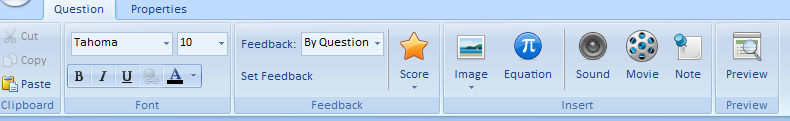 Question Properties
Cut
Copy
Paste
Clipboard
Tahoma 10
B I U A
Font
Feedback: By Question
Set Feedback
Score
Feedback
Image Equation Sound Movie Note
Insert
Preview
Preview